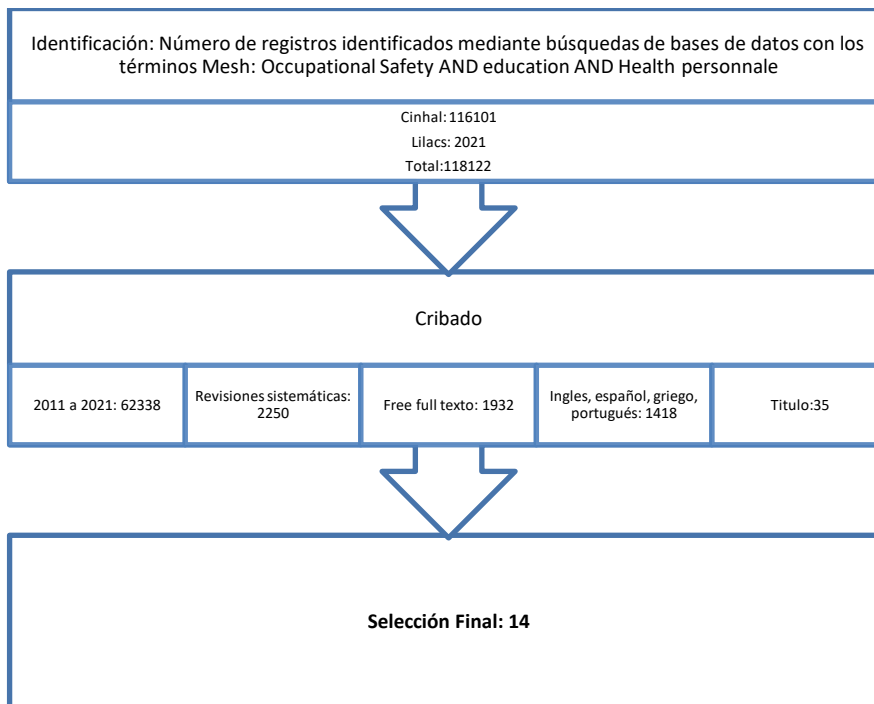 Identificación: Número de registros identificados mediante búsquedas de bases de datos con los
términos Mesh: Occupational Safety AND education AND Health personnale
Cinhal: 116101
Lilacs: 2021
Total:118122
Cribado
2011 a 2021: 62338
Revisiones sistemáticas:
2250
Free full texto: 1932
Ingles, español, griego,
portugués: 1418
Titulo:35
Selección Final: 14